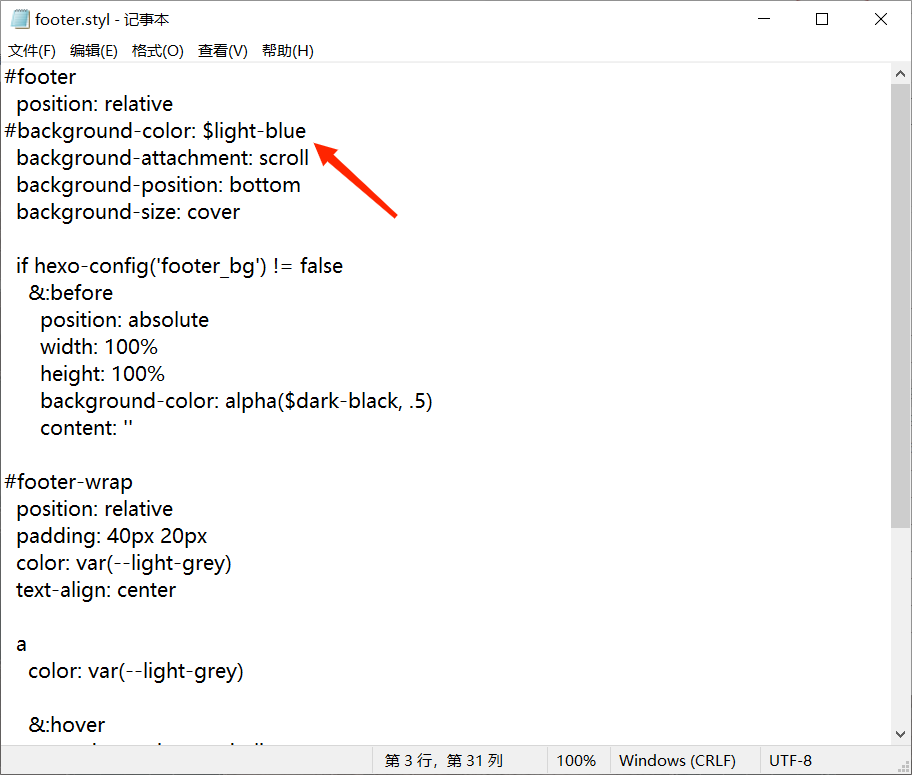 footer.styl - 记事本
文件(F) 编辑(E) 格式(O) 查看(V) 帮助(H)
#footer
  position: relative
#background-color: $light-blue
  background-attachment: scroll
  background-position: bottom
  background-size: cover

  if hexo-config('footer_bg') != false
    &:before
      position: absolute
      width: 100%
      height: 100%
      background-color: alpha($dark-black, .5)
      content: ''

#footer-wrap
  position: relative
  padding: 40px 20px
  color: var(--light-grey)
  text-align: center

  a
    color: var(--light-grey)

    &:hover
第 3 行，第 31 列 100% Windows (CRLF) UTF-8